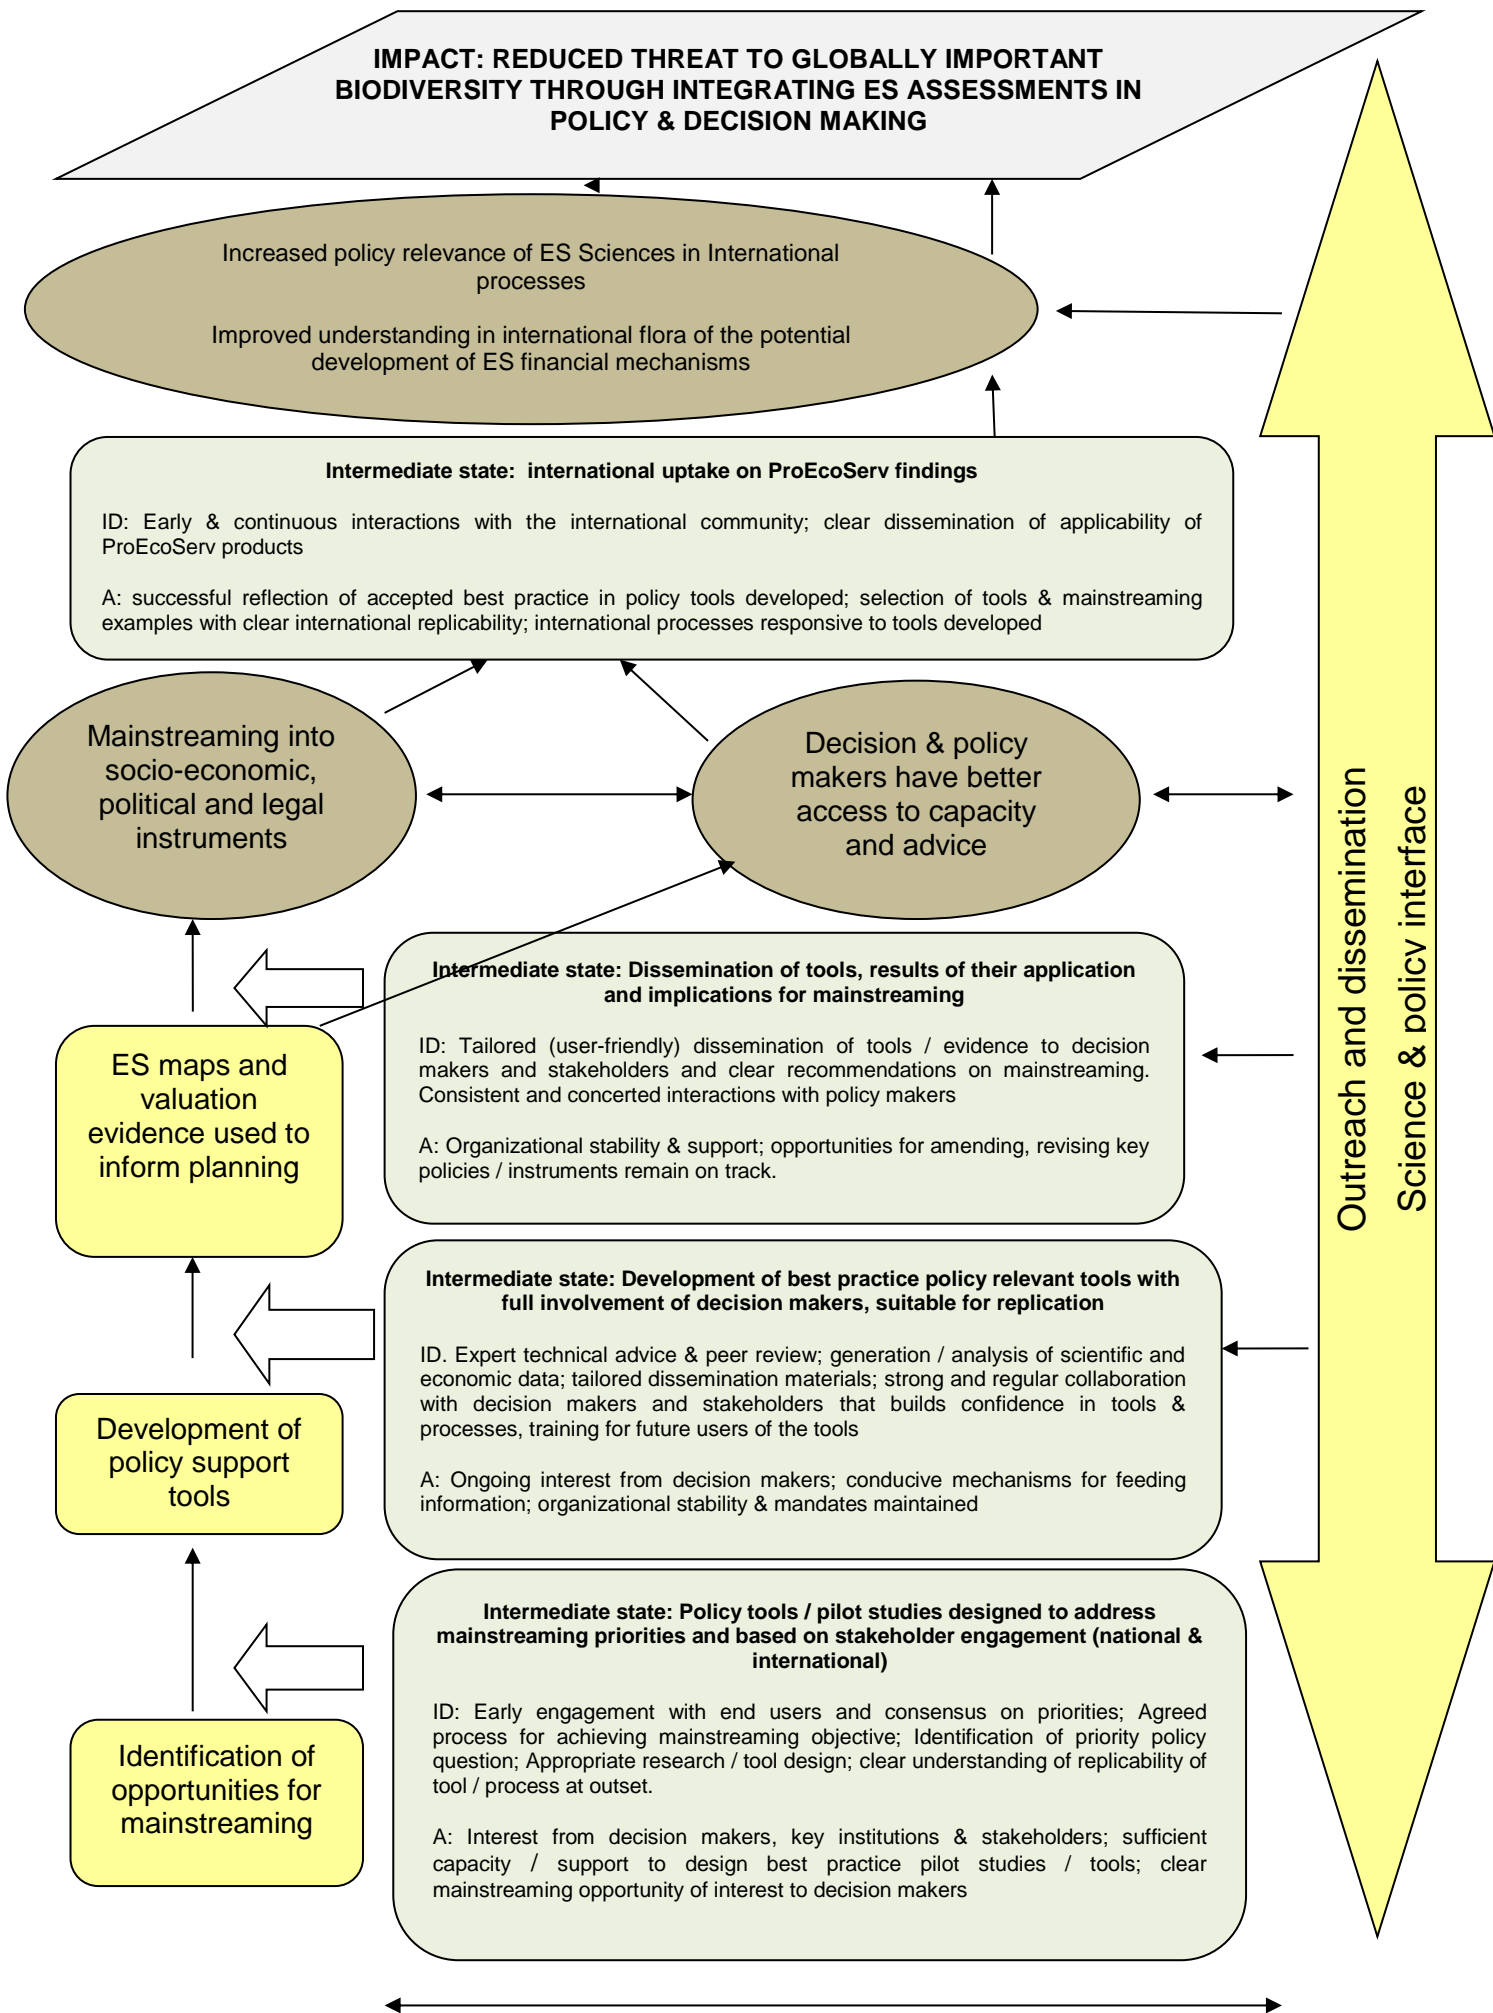 IMPACT: REDUCED THREAT TO GLOBALLY IMPORTANT
BIODIVERSITY THROUGH INTEGRATING ES ASSESSMENTS IN
POLICY & DECISION MAKING
Increased policy relevance of ES Sciences in International
processes
Improved understanding in international flora of the potential
development of ES financial mechanisms
Intermediate state: international uptake on ProEcoServ findings
ID: Early & continuous interactions with the international community; clear dissemination of applicability of
ProEcoServ products
A: successful reflection of accepted best practice in policy tools developed; selection of tools & mainstreaming
examples with clear international replicability; international processes responsive to tools developed
Mainstreaming into
socio-economic,
political and legal
instruments
Decision & policy
makers have better
access to capacity
and advice
Intermediate state: Dissemination of tools, results of their application
and implications for mainstreaming
ID: Tailored (user-friendly) dissemination of tools / evidence to decision
makers and stakeholders and clear recommendations on mainstreaming.
Consistent and concerted interactions with policy makers
A: Organizational stability & support; opportunities for amending, revising key
policies / instruments remain on track.
ES maps and
valuation
evidence used to
inform planning
Intermediate state: Development of best practice policy relevant tools with
full involvement of decision makers, suitable for replication
ID. Expert technical advice & peer review; generation / analysis of scientific and
economic data; tailored dissemination materials; strong and regular collaboration
with decision makers and stakeholders that builds confidence in tools &
processes, training for future users of the tools
A: Ongoing interest from decision makers; conducive mechanisms for feeding
information; organizational stability & mandates maintained
Development of
policy support
tools
Intermediate state: Policy tools / pilot studies designed to address
mainstreaming priorities and based on stakeholder engagement (national &
international)
ID: Early engagement with end users and consensus on priorities; Agreed
process for achieving mainstreaming objective; Identification of priority policy
question; Appropriate research / tool design; clear understanding of replicability of
tool / process at outset.
A: Interest from decision makers, key institutions & stakeholders; sufficient
capacity / support to design best practice pilot studies / tools; clear
mainstreaming opportunity of interest to decision makers
Identification of
opportunities for
mainstreaming
Outreach and dissemination
Science & policy interface